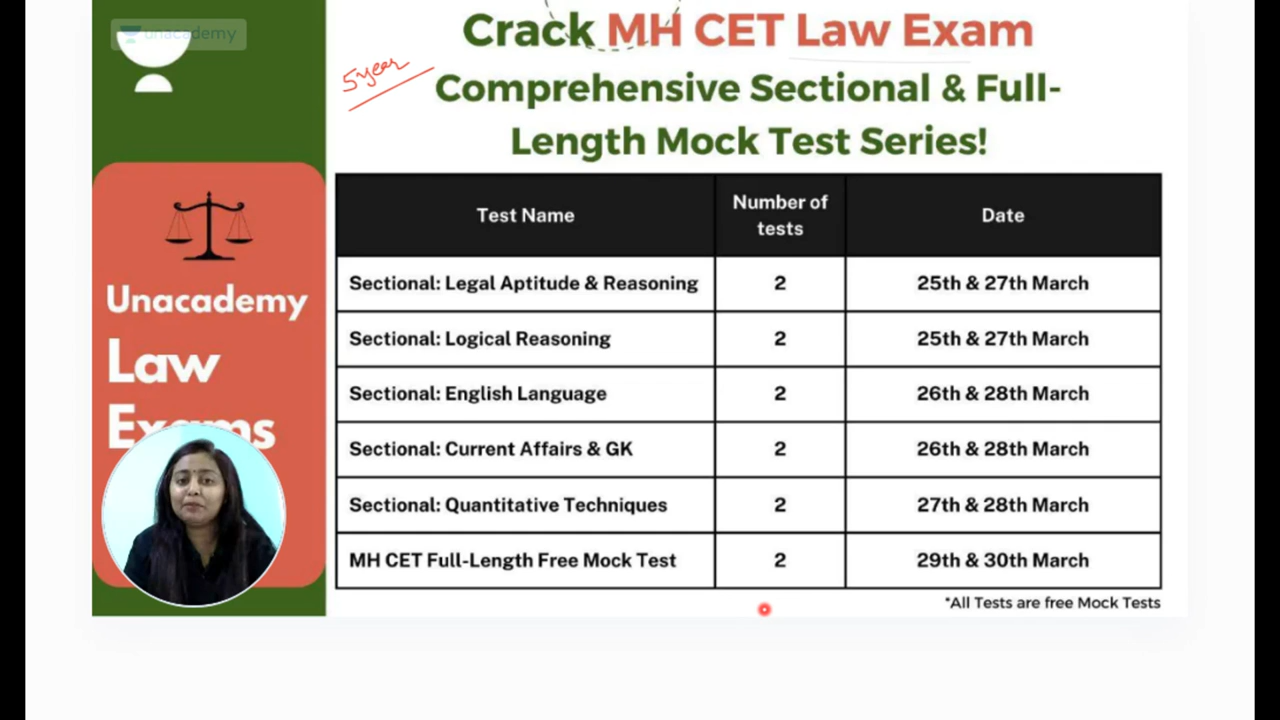 unacademy
Crack MH CET Law Exam
5 year
Comprehensive Sectional & Full-
Length Mock Test Series!
Unacademy
Law
Exams
Test Name Number of tests Date
Sectional: Legal Aptitude & Reasoning 2 25th & 27th March
Sectional: Logical Reasoning 2 25th & 27th March
Sectional: English Language 2 26th & 28th March
Sectional: Current Affairs & GK 2 26th & 28th March
Sectional: Quantitative Techniques 2 27th & 28th March
MH CET Full-Length Free Mock Test 2 29th & 30th March
*All Tests are free Mock Tests